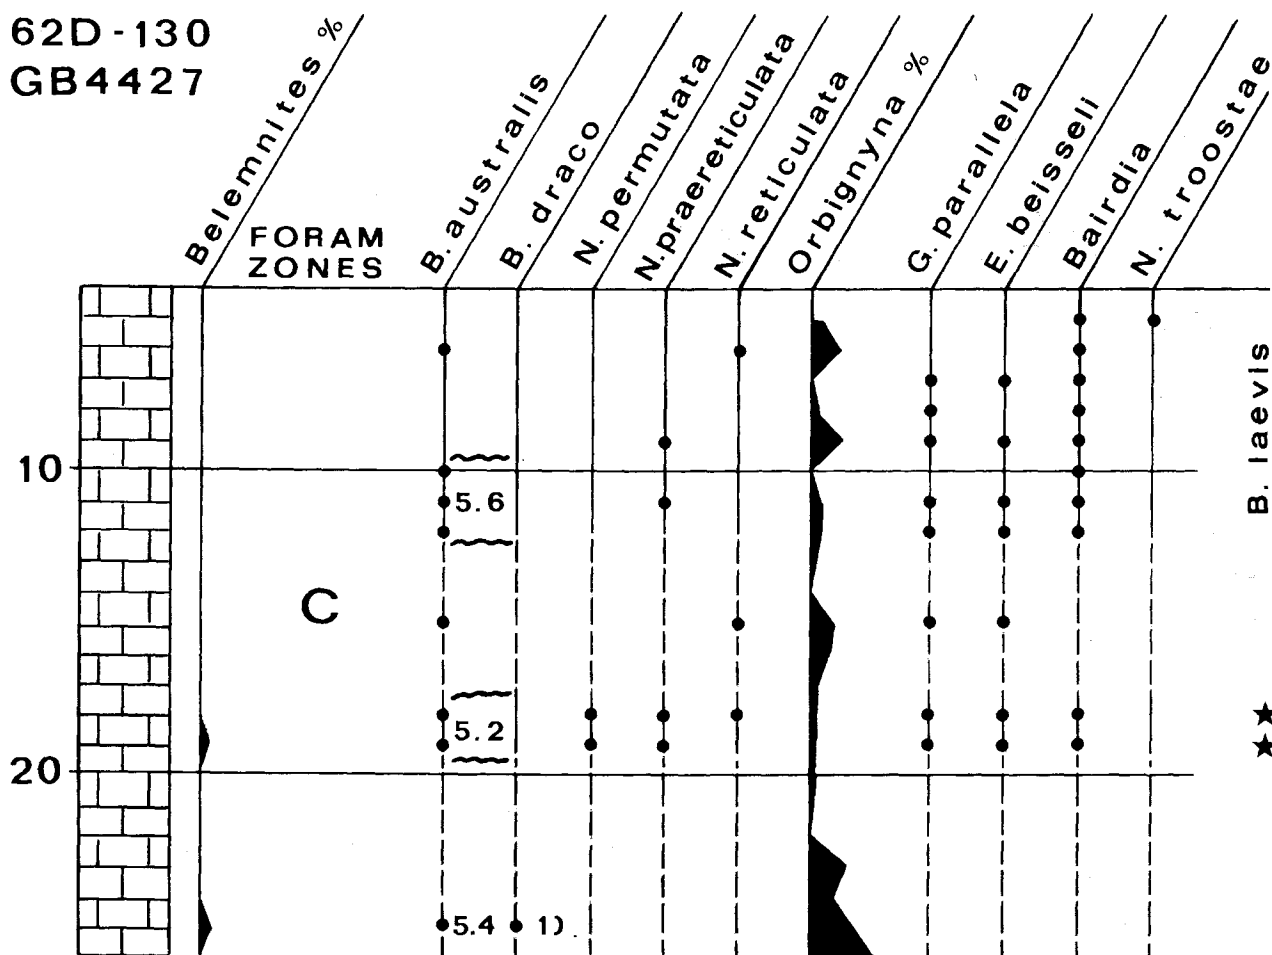 62D-130
GB4427
Belemnites %
FORAM
ZONES
B. australis
B. draco
N. permutata
N. praereticulata
N. reticulata
Orbignyna %
G. parallela
E. beisseli
Bairdia
N. troostae
B. laevis
10
5.6
C
5.2
20
5.4
1)